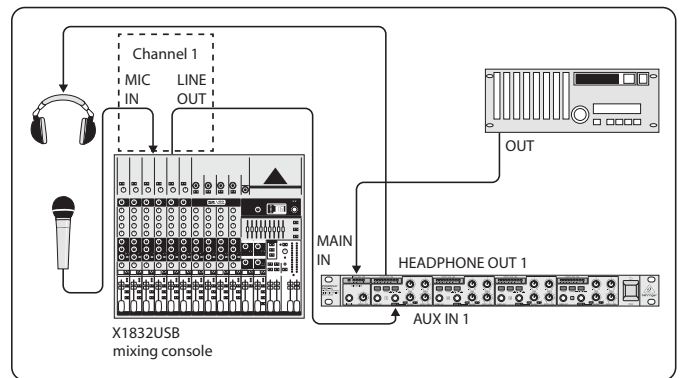 Channel 1
MIC
IN
LINE
OUT
OUT
MAIN
IN
HEADPHONE OUT 1
AUX IN 1
X1832USB
mixing console